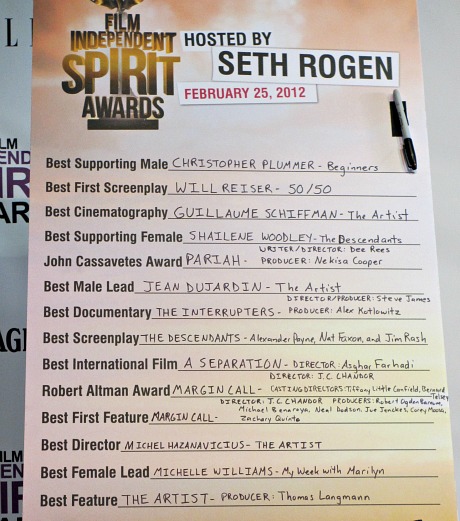 FILM
INDEPENDENT
SPIRIT
AWARDS
HOSTED BY
SETH ROGEN
FEBRUARY 25, 2012
Best Supporting Male CHRISTOPHER PLUMMER - Beginners
Best First Screenplay WILL REISER - 50/50
Best Cinematography GUILLAUME SCHIFFMAN - The Artist
Best Supporting Female SHAILENE WOODLEY - The Descendants
WRITER/DIRECTOR: Dee Rees
John Cassavetes Award PARIAH - PRODUCER: Nekisa Cooper
Best Male Lead JEAN DUJARDIN - The Artist
DIRECTOR/PRODUCER: Steve James
Best Documentary THE INTERRUPTERS - PRODUCER: Alex Kotlowitz
Best Screenplay THE DESCENDANTS - Alexander Payne, Nat Faxon, and Jim Rash
Best International Film A SEPARATION - DIRECTOR: Asghar Farhadi
DIRECTOR: J.C. CHANDOR
Robert Altman Award MARGIN CALL - CASTING DIRECTORS: Tiffany Little Canfield, Bernard Telsey
DIRECTOR: J.C. CHANDOR PRODUCERS: Robert Ogden Barnum,
Best First Feature MARGIN CALL - Michael Benaroya, Neal Dodson, Joe Jenckes, Corey Moosa,
Zachary Quinto
Best Director MICHEL HAZANAVICIUS - THE ARTIST
Best Female Lead MICHELLE WILLIAMS - My Week with Marilyn
Best Feature THE ARTIST - PRODUCER: Thomas Langmann